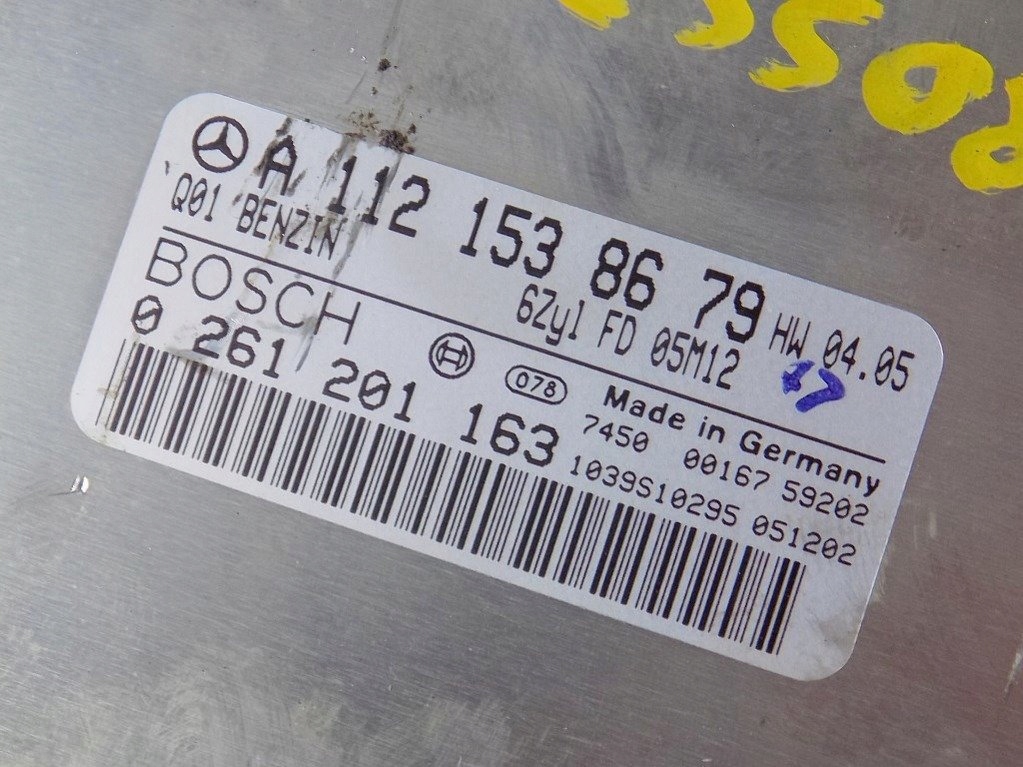 A 112 153 86 79 HW 04.05
Q01 BENZIN 6Zyl FD 05M12
17
BOSCH
078 Made in Germany
0 261 201 163
7450 00167 59202
1039S10295 051202